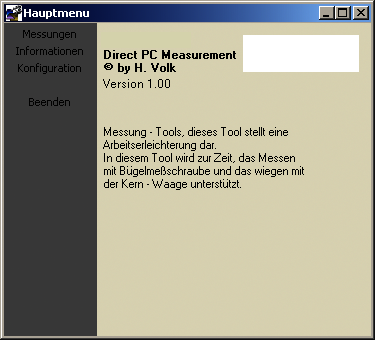 Hauptmenu
Messungen
Informationen
Konfiguration
Beenden
Direct PC Measurement
© by H. Volk
Version 1.00
Messung - Tools, dieses Tool stellt eine
Arbeitserleichterung dar.
In diesem Tool wird zur Zeit, das Messen
mit Bügelmeßschraube und das wiegen mit
der Kern - Waage unterstützt.